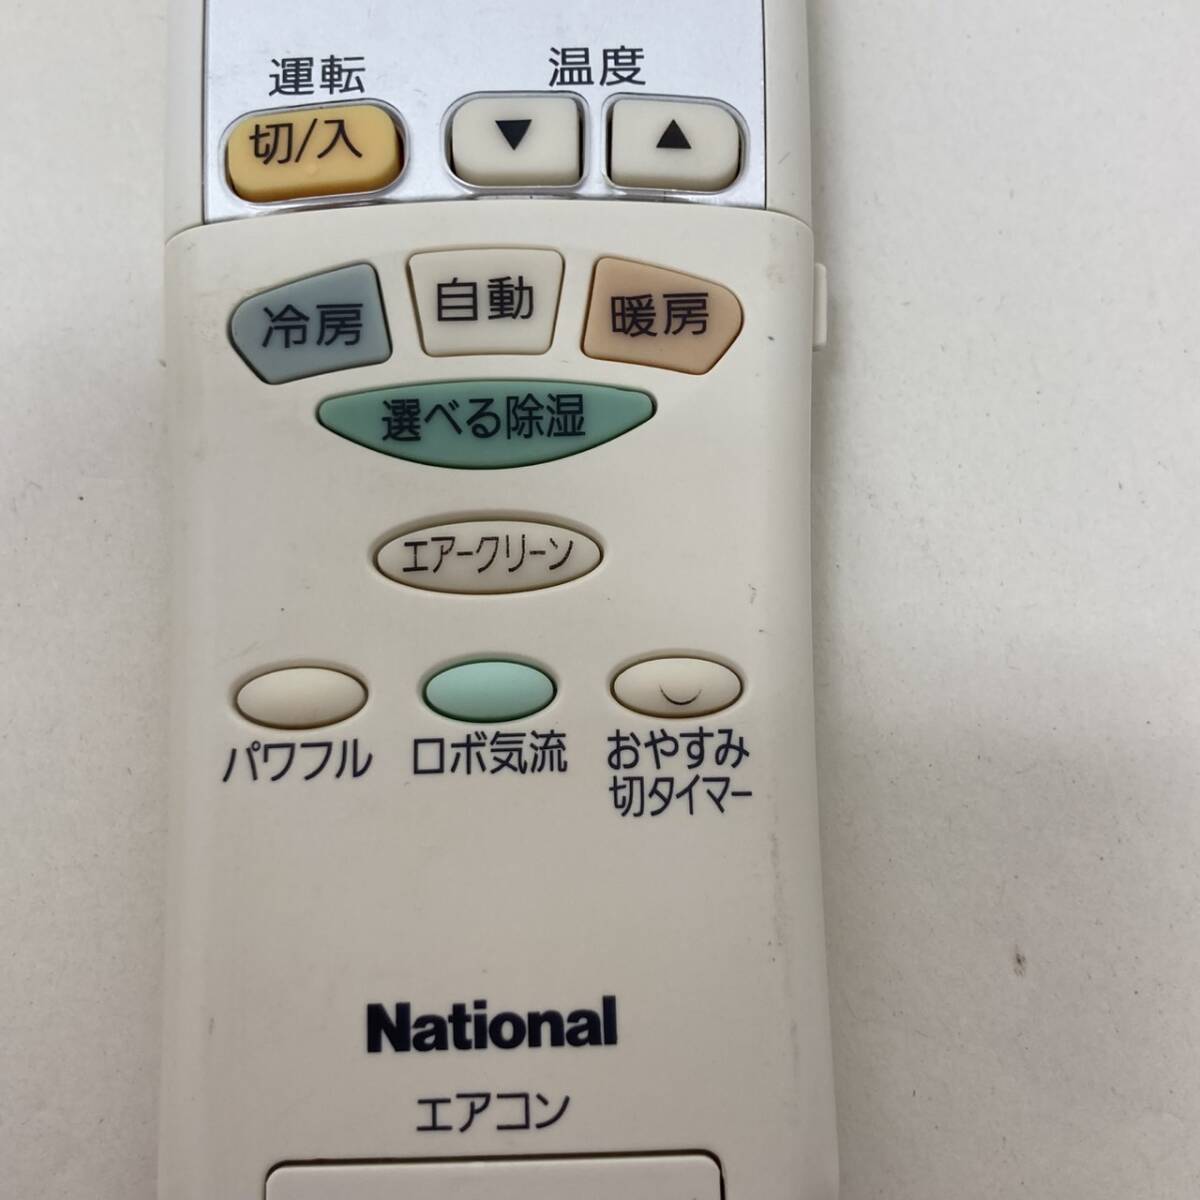 運転
温度
切/入
▼
▲
冷房
自動
暖房
選べる除湿
エアークリーン
パワフル
ロボ気流
おやすみ
切タイマー
National
エアコン